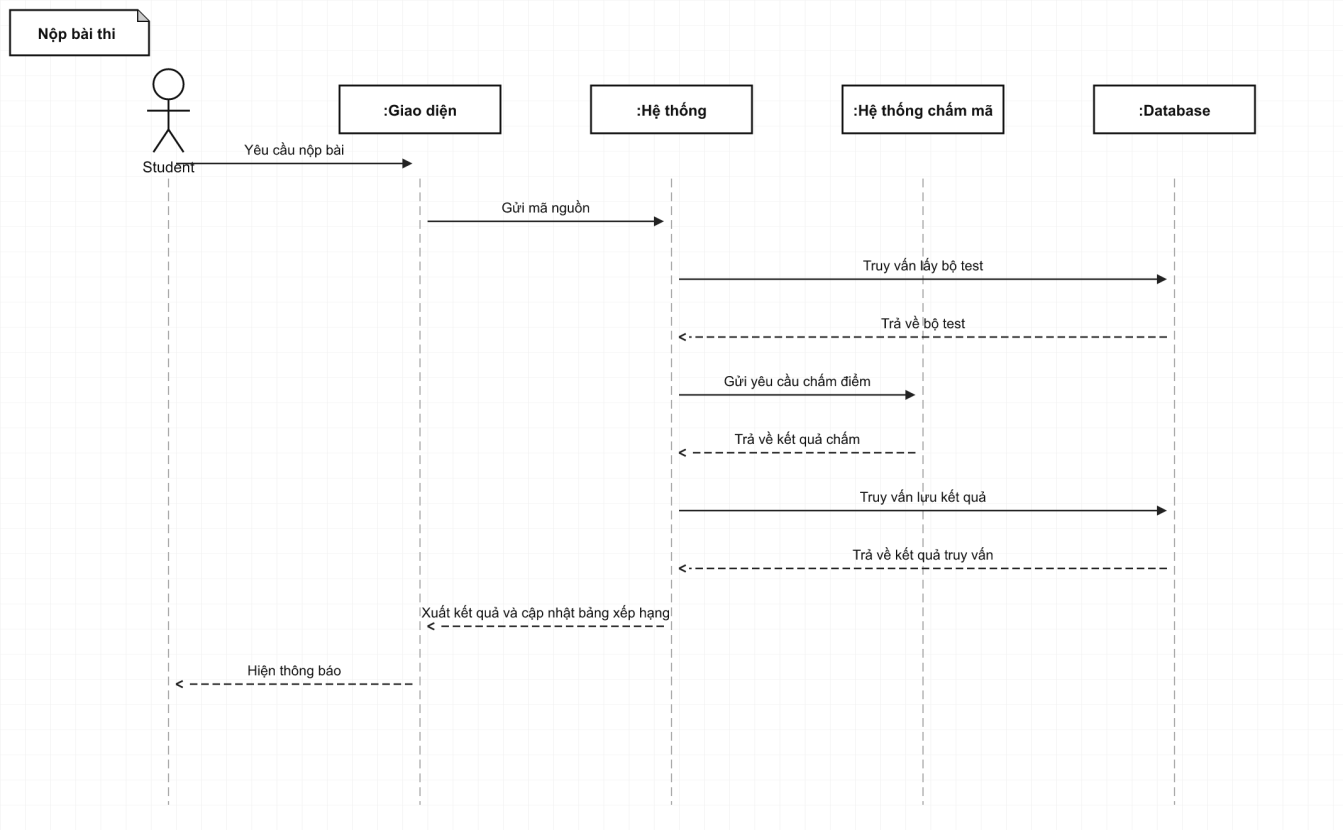 Nộp bài thi
:Giao diện
:Hệ thống
:Hệ thống chấm mã
:Database
Yêu cầu nộp bài
Student
Gửi mã nguồn
Truy vấn lấy bộ test
Trả về bộ test
Gửi yêu cầu chấm điểm
Trả về kết quả chấm
Truy vấn lưu kết quả
Trả về kết quả truy vấn
Xuất kết quả và cập nhật bảng xếp hạng
Hiện thông báo